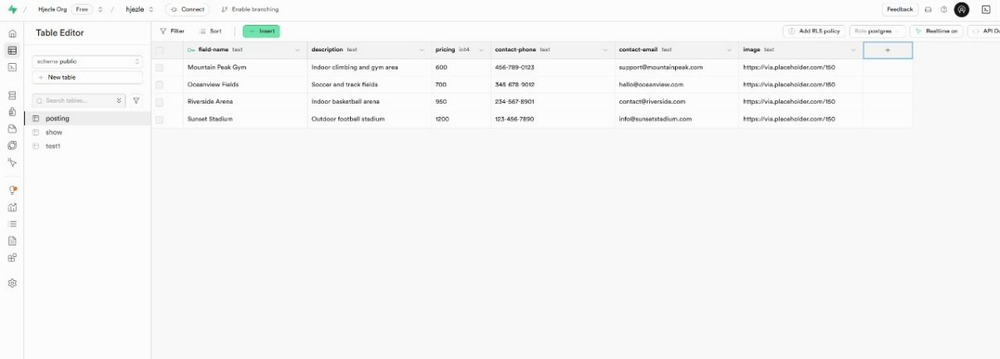 Hjezle Org Free / hjezle Connect Enable branching Feedback
Table Editor
Filter Sort Insert Add RLS policy Role postgres Realtime on API
schema public
New table
Search tables...
posting
show
test1
field-name text description text pricing int4 contact-phone text contact-email text image text +
Mountain Peak Gym Indoor climbing and gym area 600 456-789-0123 support@mountainpeak.com https://via.placeholder.com/150
Oceanview Fields Soccer and track fields 700 345-678-9012 hello@oceanview.com https://via.placeholder.com/150
Riverside Arena Indoor basketball arena 950 234-567-8901 contact@riverside.com https://via.placeholder.com/150
Sunset Stadium Outdoor football stadium 1200 123-456-7890 info@sunsetstadium.com https://via.placeholder.com/150